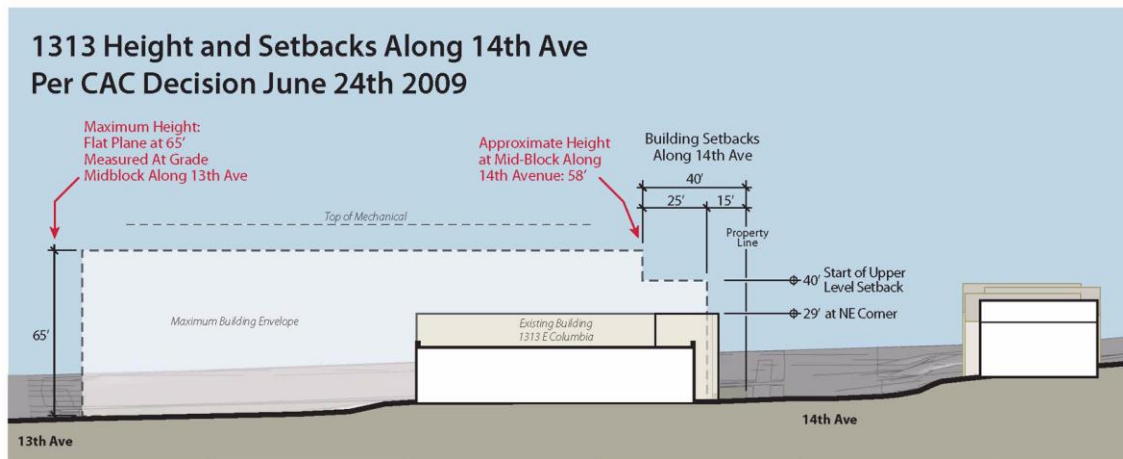 1313 Height and Setbacks Along 14th Ave
Per CAC Decision June 24th 2009
Maximum Height:
Flat Plane at 65'
Measured At Grade
Midblock Along 13th Ave
Approximate Height
at Mid-Block Along
14th Avenue: 58'
Building Setbacks
Along 14th Ave
40'
25'
15'
Top of Mechanical
Property
Line
40' Start of Upper
Level Setback
29' at NE Corner
65'
Maximum Building Envelope
Existing Building
1313 E Columbia
13th Ave
14th Ave